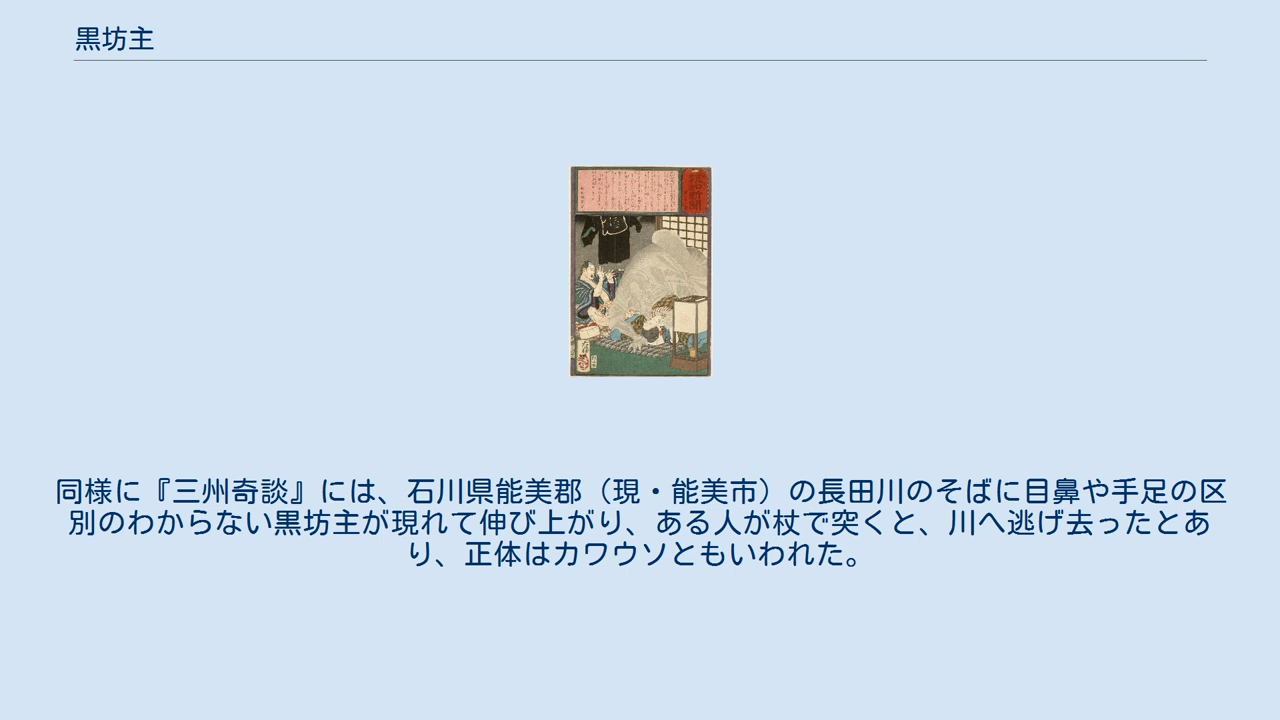 黒坊主
同様に『三州奇談』には、石川県能美郡（現・能美市）の長田川のそばに目鼻や手足の区
別のわからない黒坊主が現れて伸び上がり、ある人が杖で突くと、川へ逃げ去ったとあ
り、正体はカワウソともいわれた。